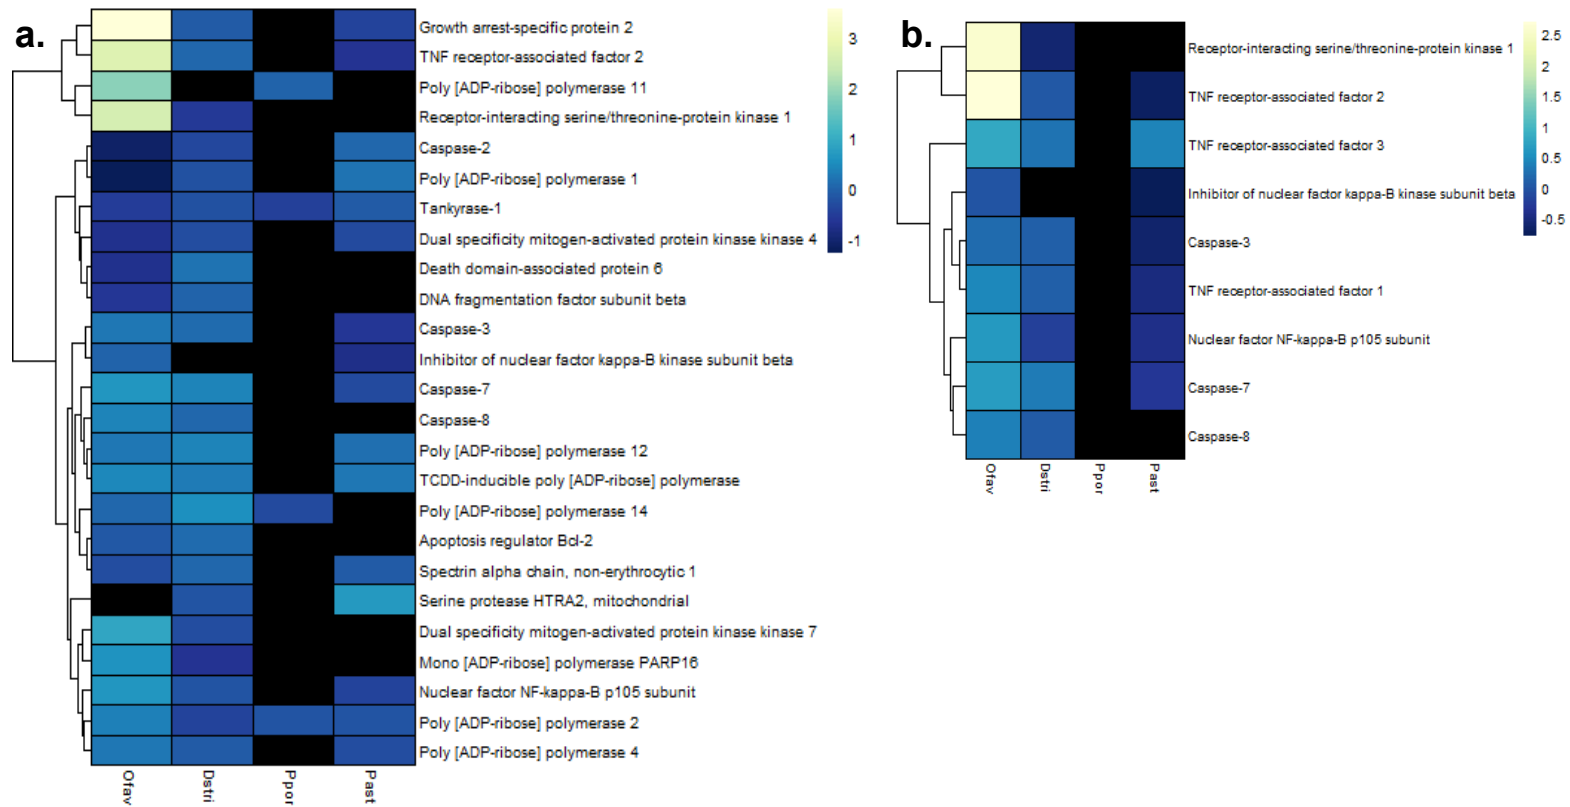 a.
Growth arrest-specific protein 2
TNF receptor-associated factor 2
Poly [ADP-ribose] polymerase 11
Receptor-interacting serine/threonine-protein kinase 1
Caspase-2
Poly [ADP-ribose] polymerase 1
Tankyrase-1
Dual specificity mitogen-activated protein kinase kinase 4
Death domain-associated protein 6
DNA fragmentation factor subunit beta
Caspase-3
Inhibitor of nuclear factor kappa-B kinase subunit beta
Caspase-7
Caspase-8
Poly [ADP-ribose] polymerase 12
TCDD-inducible poly [ADP-ribose] polymerase
Poly [ADP-ribose] polymerase 14
Apoptosis regulator Bcl-2
Spectrin alpha chain, non-erythrocytic 1
Serine protease HTRA2, mitochondrial
Dual specificity mitogen-activated protein kinase kinase 7
Mono [ADP-ribose] polymerase PARP16
Nuclear factor NF-kappa-B p105 subunit
Poly [ADP-ribose] polymerase 2
Poly [ADP-ribose] polymerase 4
Ofav
Dstri
Ppor
Past
3
2
1
0
-1
b.
Receptor-interacting serine/threonine-protein kinase 1
TNF receptor-associated factor 2
TNF receptor-associated factor 3
Inhibitor of nuclear factor kappa-B kinase subunit beta
Caspase-3
TNF receptor-associated factor 1
Nuclear factor NF-kappa-B p105 subunit
Caspase-7
Caspase-8
Ofav
Dstri
Ppor
Past
2.5
2
1.5
1
0.5
0
-0.5